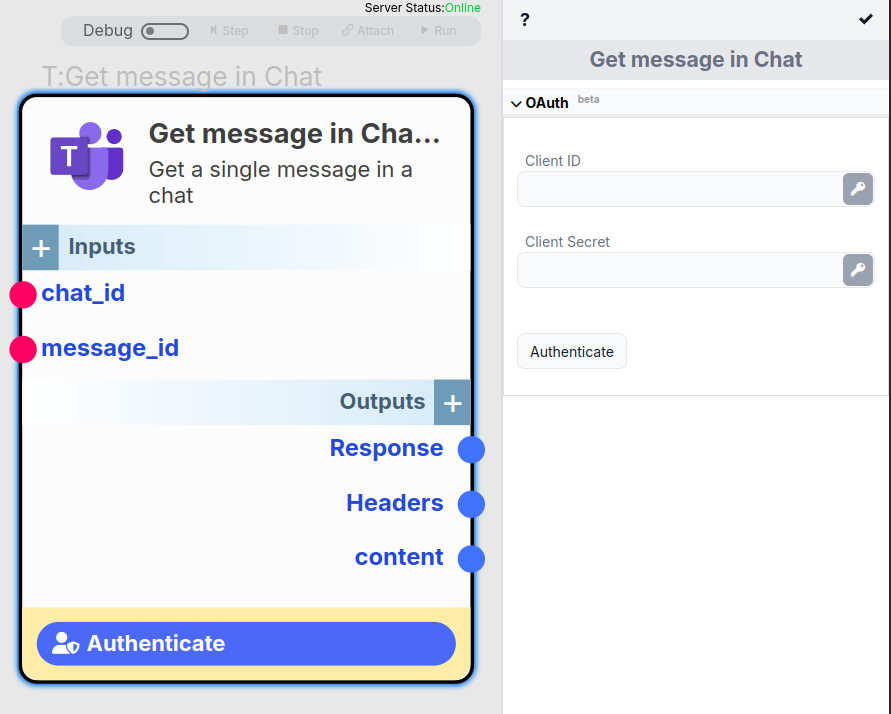 Server Status:Online
Debug Step Stop Attach Run
T:Get message in Chat
T
Get message in Cha...
Get a single message in a
chat
+ Inputs
chat_id
message_id
Outputs +
Response
Headers
content
Authenticate
?
Get message in Chat
OAuth beta
Client ID
Client Secret
Authenticate